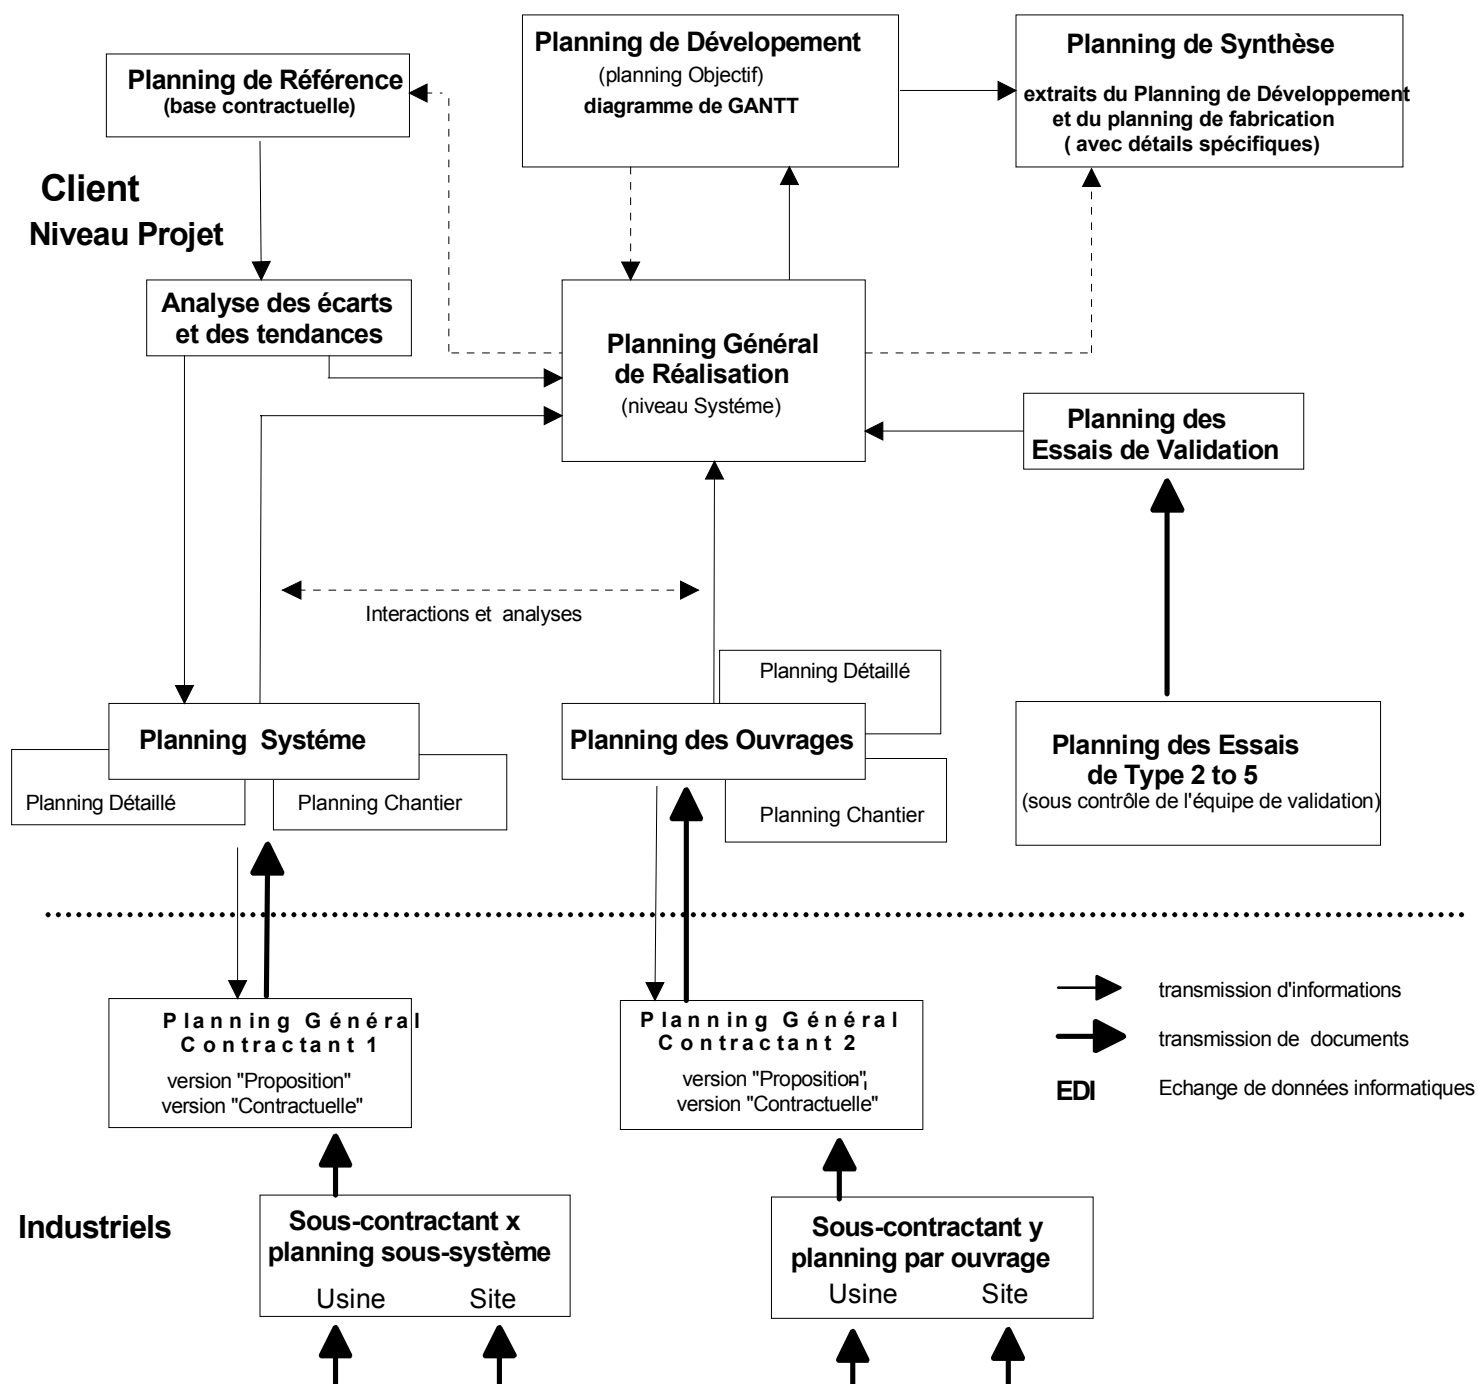 Planning de Dévelopement
(planning Objectif)
diagramme de GANTT
Planning de Synthèse
extraits du Planning de Développement
et du planning de fabrication
( avec détails spécifiques)
Planning de Référence
(base contractuelle)
Client
Niveau Projet
Analyse des écarts
et des tendances
Planning Général
de Réalisation
(niveau Systéme)
Planning des
Essais de Validation
Interactions et analyses
Planning Détaillé
Planning Systéme
Planning des Ouvrages
Planning des Essais
de Type 2 to 5
(sous contrôle de l'équipe de validation)
Planning Détaillé
Planning Chantier
Planning Chantier
transmission d'informations
transmission de documents
EDI
Echange de données informatiques
Planning Général
Contractant 1
version "Proposition"
version "Contractuelle"
Planning Général
Contractant 2
version "Proposition"
version "Contractuelle"
Industriels
Sous-contractant x
planning sous-système
Usine Site
Sous-contractant y
planning par ouvrage
Usine Site